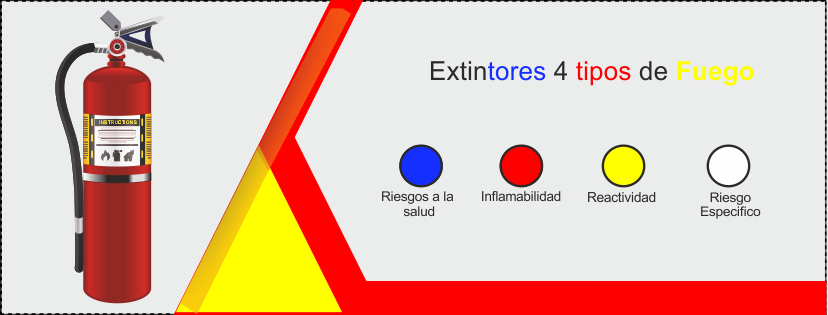 Extintores 4 tipos de Fuego
INSTRUCTIONS
Riesgos a la
salud
Inflamabilidad
Reactividad
Riesgo
Especifico